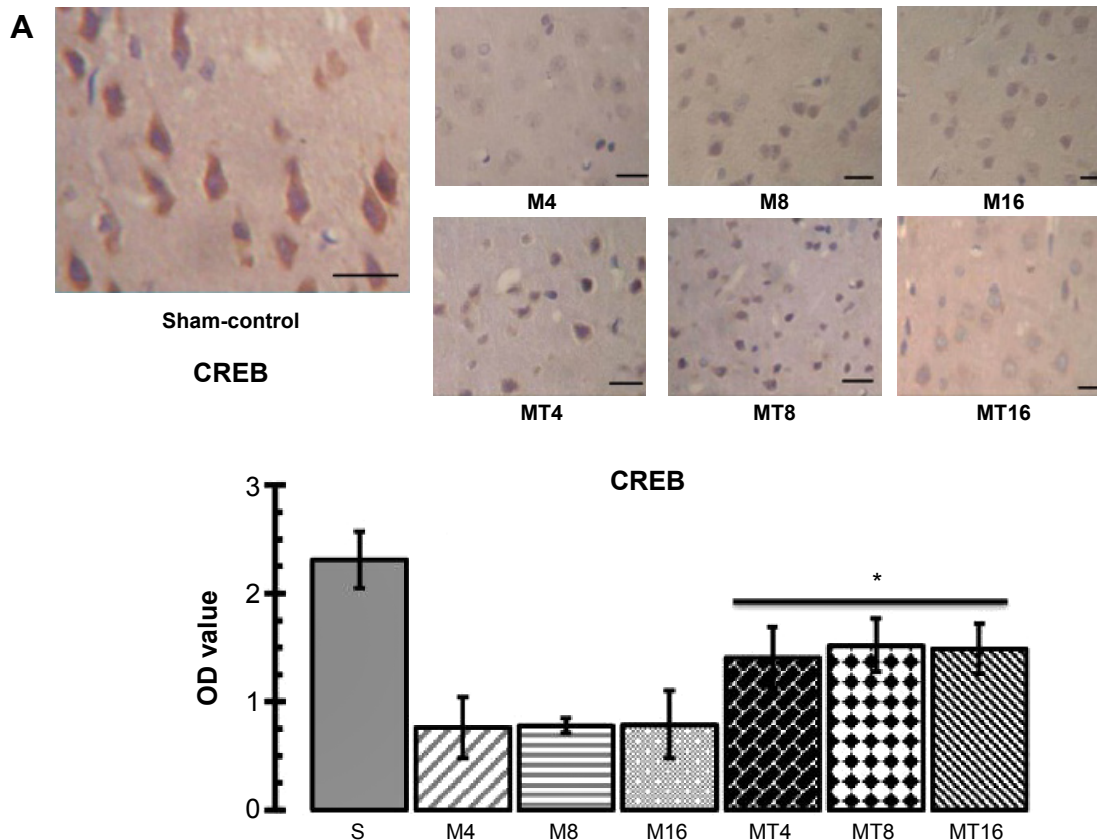 A
Sham-control
CREB
M4
M8
M16
MT4
MT8
MT16
CREB
OD value
3
2
1
0
*
S
M4
M8
M16
MT4
MT8
MT16